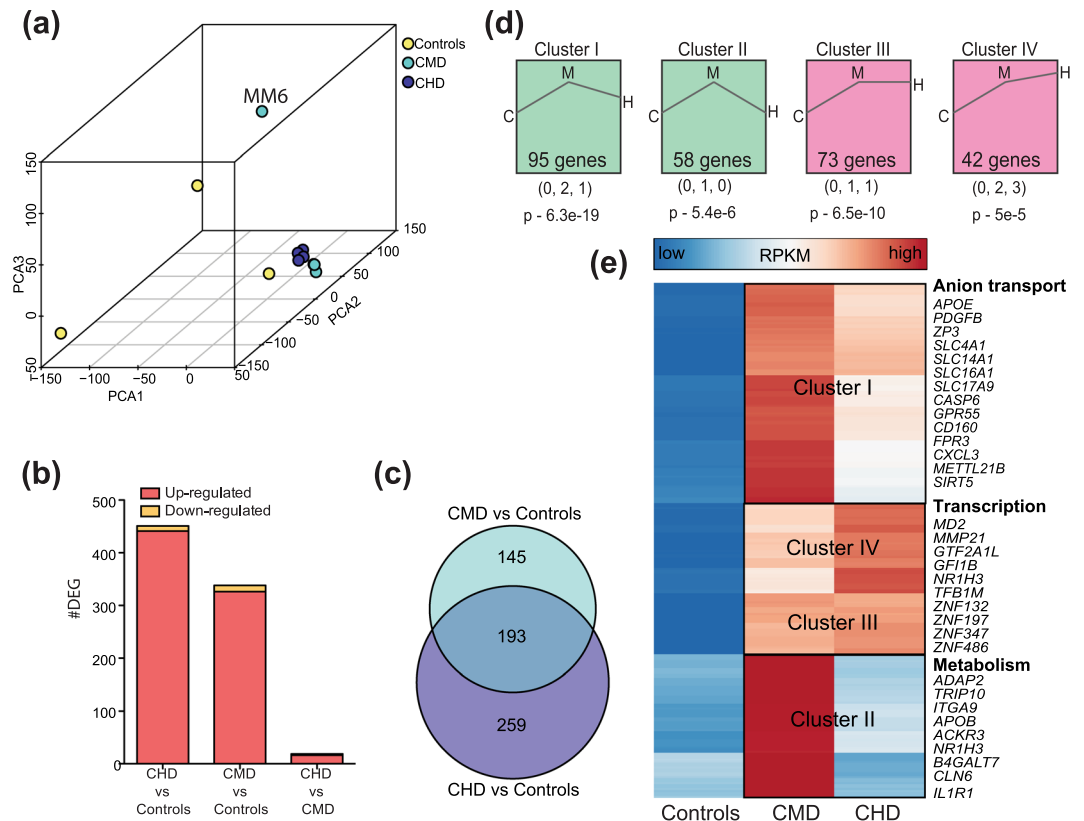 (a)
Controls
CMD
CHD
MM6
150
100
50
0
-50
PCA3
−150
−100
−50
0
50
PCA1
−150
−100
−50
0
50
100
150
PCA2
(b)
Up-regulated
Down-regulated
500
400
300
200
100
0
#DEG
CHD
vs
Controls
CMD
vs
Controls
CHD
vs
CMD
(c)
CMD vs Controls
145
193
259
CHD vs Controls
(d)
Cluster I
C
M
H
95 genes
(0, 2, 1)
p - 6.3e-19
Cluster II
C
M
H
58 genes
(0, 1, 0)
p - 5.4e-6
Cluster III
C
M
H
73 genes
(0, 1, 1)
p - 6.5e-10
Cluster IV
C
M
H
42 genes
(0, 2, 3)
p - 5e-5
(e)
low RPKM high
Anion transport
APOE
PDGFB
ZP3
SLC4A1
SLC14A1
SLC16A1
SLC17A9
CASP6
GPR55
CD160
FPR3
CXCL3
METTL21B
SIRT5
Cluster I
Transcription
MD2
MMP21
GTF2A1L
GFI1B
NR1H3
TFB1M
ZNF132
ZNF197
ZNF347
ZNF486
Cluster IV
Cluster III
Metabolism
ADAP2
TRIP10
ITGA9
APOB
ACKR3
NR1H3
B4GALT7
CLN6
IL1R1
Cluster II
Controls CMD CHD